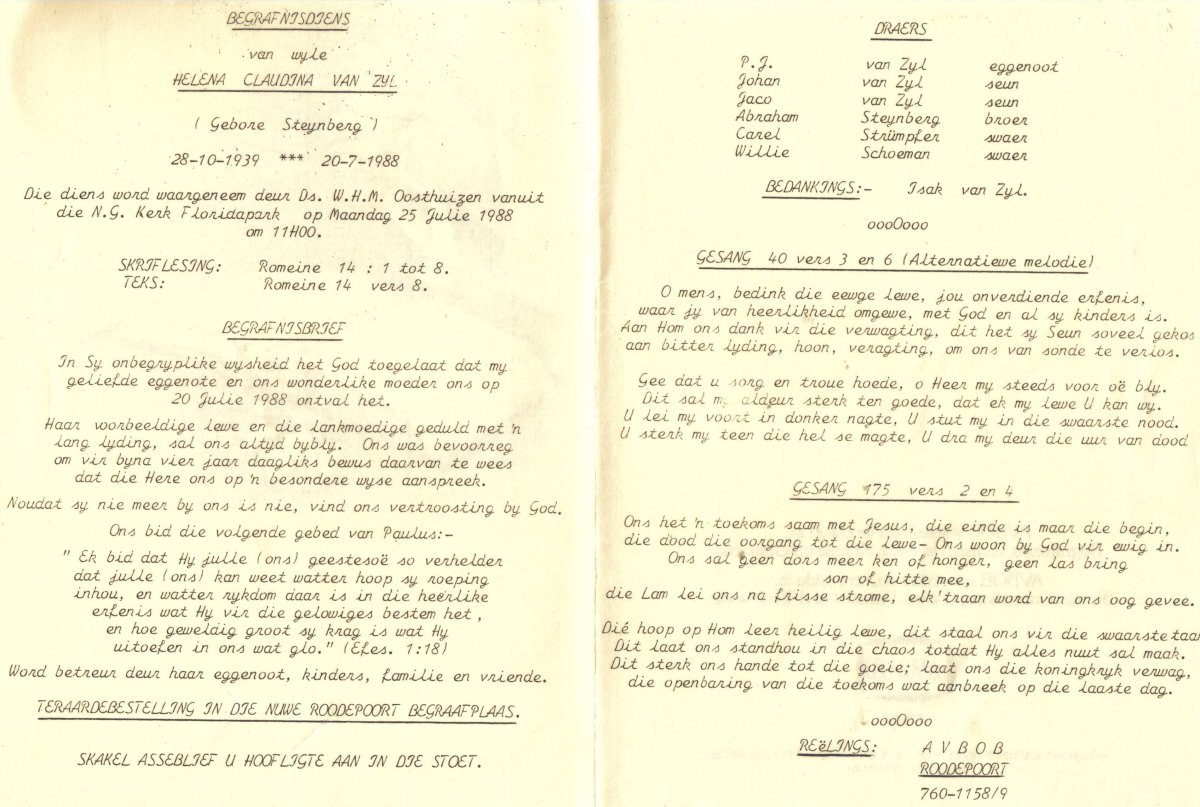 BEGRAFNISDIENS
van wyle
HELENA CLAUDINA VAN ZYL
( Gebore Steynberg )
28-10-1939 *** 20-7-1988
Die diens word waargeneem deur Ds. W.H.M. Oosthuizen vanuit
die N.G. Kerk Floridapark op Maandag 25 Julie 1988
om 11H00.
SKRIFLESING: Romeine 14 : 1 tot 8.
TEKS: Romeine 14 vers 8.
BEGRAFNISBRIEF
In Sy onbegryplike wysheid het God toegelaat dat my
geliefde eggenote en ons wonderlike moeder ons op
20 Julie 1988 ontval het.
Haar voorbeeldige lewe en die lankmoedige geduld met 'n
lang lyding, sal ons altyd bybly. Ons was bevoorreg
om vir byna vier jaar daagliks bewus daarvan te wees
dat die Here ons op 'n besondere wyse aanspreek.
Noudat sy nie meer by ons is nie, vind ons vertroosting by God.
Ons bid die volgende gebed van Paulus:-
" Ek bid dat Hy julle (ons) geestesoë so verhelder
dat julle (ons) kan weet watter hoop sy roeping
inhou, en watter rykdom daar is in die heerlike
erfenis wat Hy vir die gelowiges bestem het,
en hoe geweldig groot sy krag is wat Hy
uitoefen in ons wat glo." (Efes. 1:18)
Word betreur deur haar eggenoot, kinders, familie en vriende.
TERAARDEBESTELLING IN DIE NUWE ROODEPOORT BEGRAAFPLAAS.
SKAKEL ASSEBLIEF U HOOFLIGTE AAN IN DIE STOET.
DRAERS
P.J. van Zyl eggenoot
Johan van Zyl seun
Jaco van Zyl seun
Abraham Steynberg broer
Carel Strümpfer swaer
Willie Schoeman swaer
BEDANKINGS:- Isak van Zyl.
oooOooo
GESANG 40 vers 3 en 6 (Alternatiewe melodie)
O mens, bedink die eewge lewe, jou onverdiende erfenis,
waar jy van heerlikheid omgewe, met God en al sy kinders is.
Aan Hom ons dank vir die verwagting, dit het sy Seun soveel gekos
aan bitter lyding, hoon, veragting, om ons van sonde te verlos.
Gee dat u sorg en troue hoede, o Heer my steeds voor oë bly.
Dit sal my aldeur sterk ten goede, dat ek my lewe U kan wy.
U lei my voort in donker nagte, U stut my in die swaarste nood.
U sterk my teen die hel se magte, U dra my deur die uur van dood
GESANG 175 vers 2 en 4
Ons het 'n toekoms saam met Jesus, die einde is maar die begin,
die dood die oorgang tot die lewe- Ons woon by God vir ewig in.
Ons sal geen dors meer ken of honger, geen las bring
son of hitte mee,
die Lam lei ons na frisse strome, elk'traan word van ons oog gevee.
Dié hoop op Hom leer heilig lewe, dit staal ons vir die swaarste taa
Dit laat ons standhou in die chaos totdat Hy alles nuut sal maak.
Dit sterk ons hande tot die goeie; laat ons die koningkryk verwag,
die openbaring van die toekoms wat aanbreek op die laaste dag.
oooOooo
REëLINGS: A V B O B
ROODEPOORT
760-1158/9